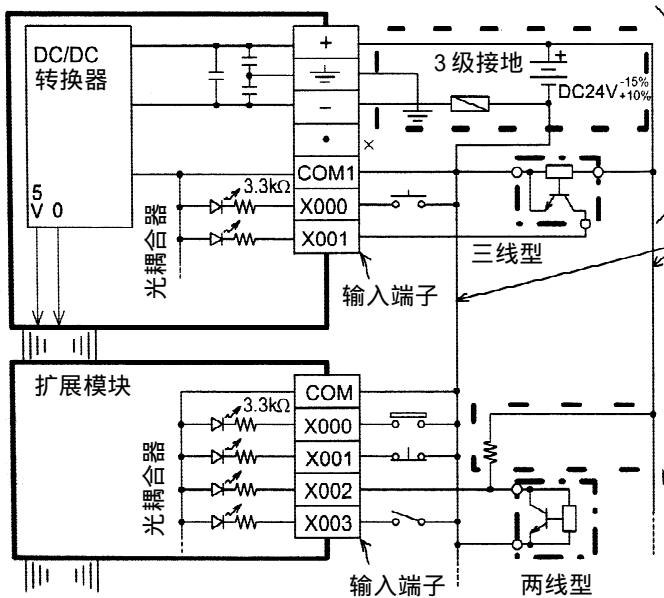 DC/DC
转换器
+
−
•
3级接地
+
DC24V -15% +10%
×
COM1
5
V 0
3.3kΩ
X000
X001
光耦合器
三线型
输入端子
扩展模块
COM
3.3kΩ
X000
X001
X002
X003
光耦合器
输入端子
两线型